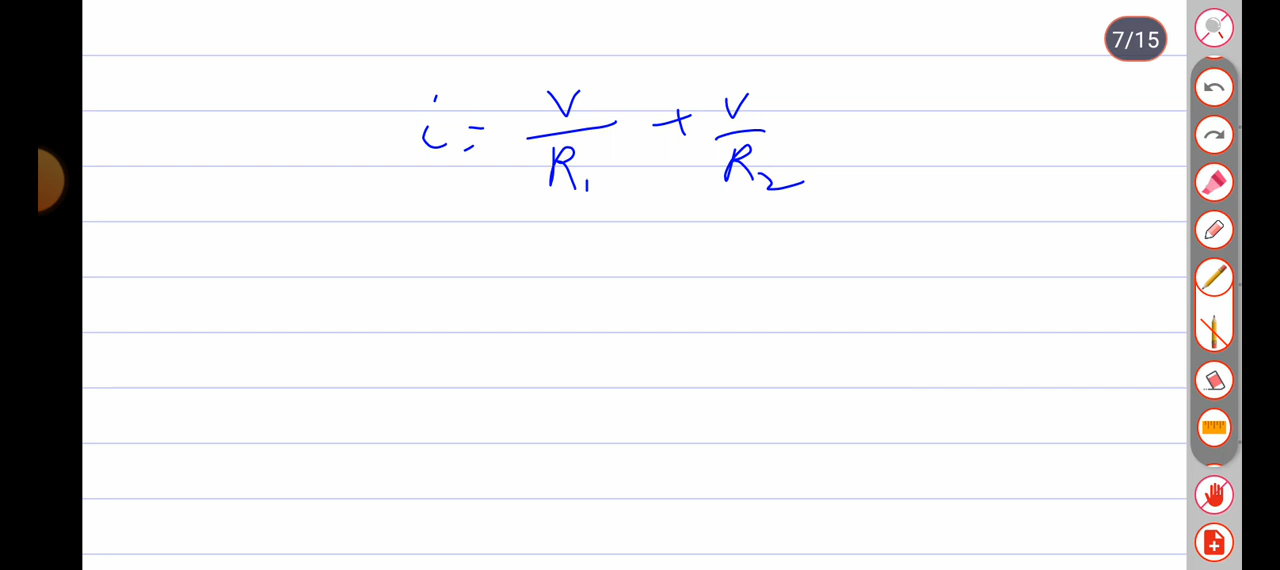 7/15
i = V/R₁ + V/R₂